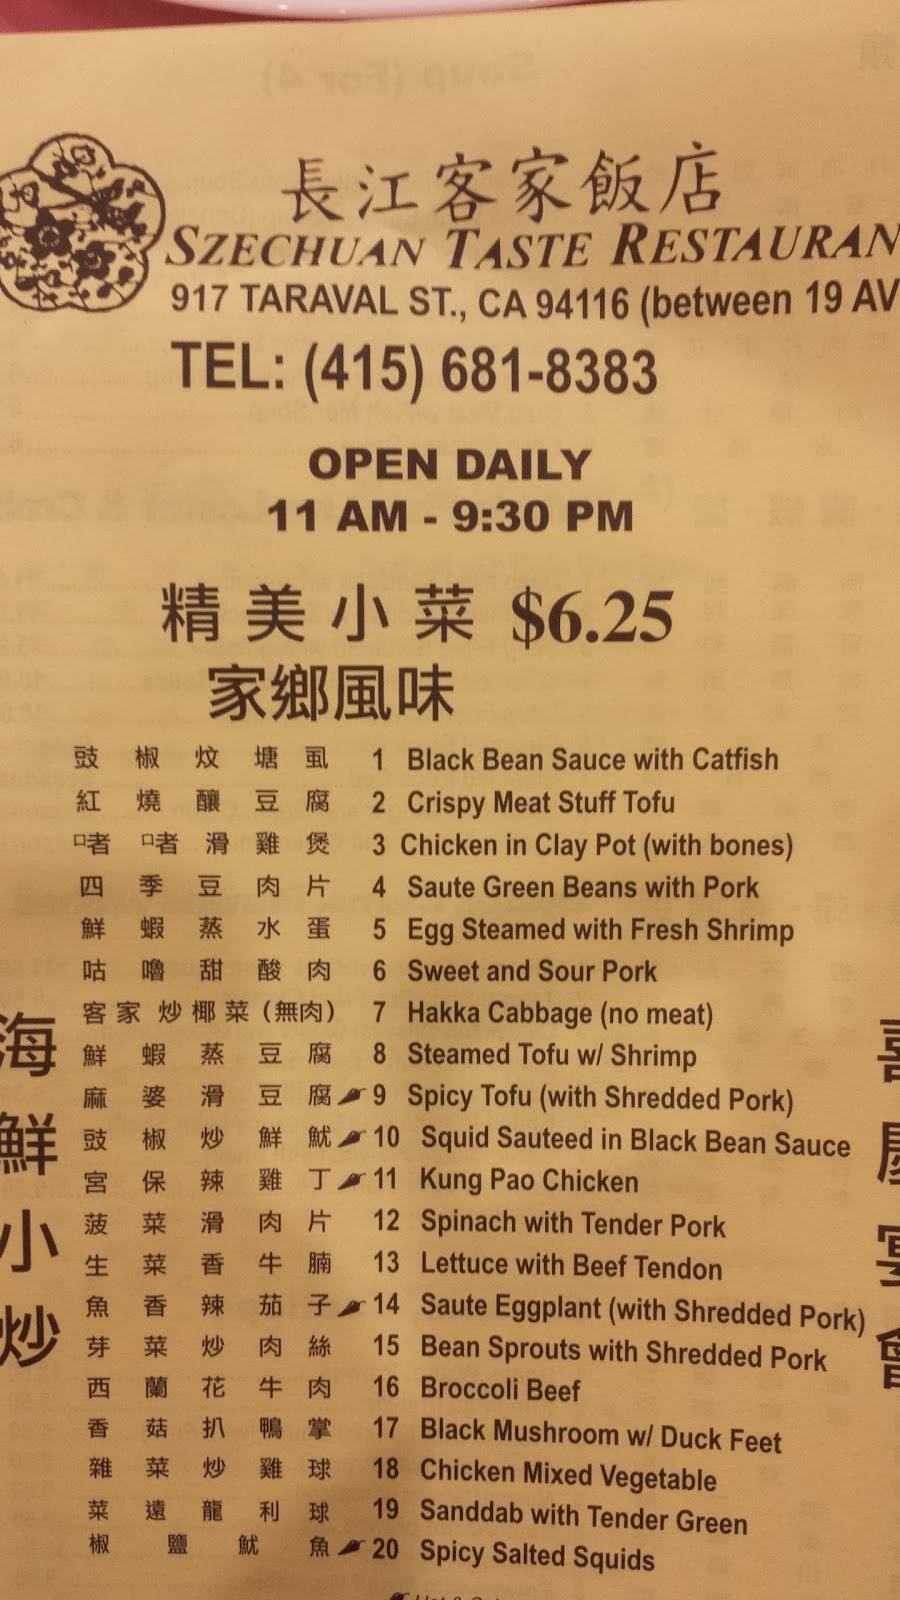 長江客家飯店
SZECHUAN TASTE RESTAURAN
917 TARAVAL ST., CA 94116 (between 19 AV
TEL: (415) 681-8383
OPEN DAILY
11 AM - 9:30 PM
精美小菜 $6.25
家鄉風味
豉椒炆塘虱 1 Black Bean Sauce with Catfish
紅燒釀豆腐 2 Crispy Meat Stuff Tofu
口者口者滑雞煲 3 Chicken in Clay Pot (with bones)
四季豆肉片 4 Saute Green Beans with Pork
鮮蝦蒸水蛋 5 Egg Steamed with Fresh Shrimp
咕嚕甜酸肉 6 Sweet and Sour Pork
客家炒椰菜(無肉) 7 Hakka Cabbage (no meat)
鮮蝦蒸豆腐 8 Steamed Tofu w/ Shrimp
麻婆滑豆腐 9 Spicy Tofu (with Shredded Pork)
豉椒炒鮮魷 10 Squid Sauteed in Black Bean Sauce
宮保辣雞丁 11 Kung Pao Chicken
菠菜滑肉片 12 Spinach with Tender Pork
生菜香牛腩 13 Lettuce with Beef Tendon
魚香辣茄子 14 Saute Eggplant (with Shredded Pork)
芽菜炒肉絲 15 Bean Sprouts with Shredded Pork
西蘭花牛肉 16 Broccoli Beef
香菇扒鴨掌 17 Black Mushroom w/ Duck Feet
雜菜炒雞球 18 Chicken Mixed Vegetable
菜遠龍利球 19 Sanddab with Tender Green
椒鹽魷魚 20 Spicy Salted Squids
海鮮小炒
喜慶宴會